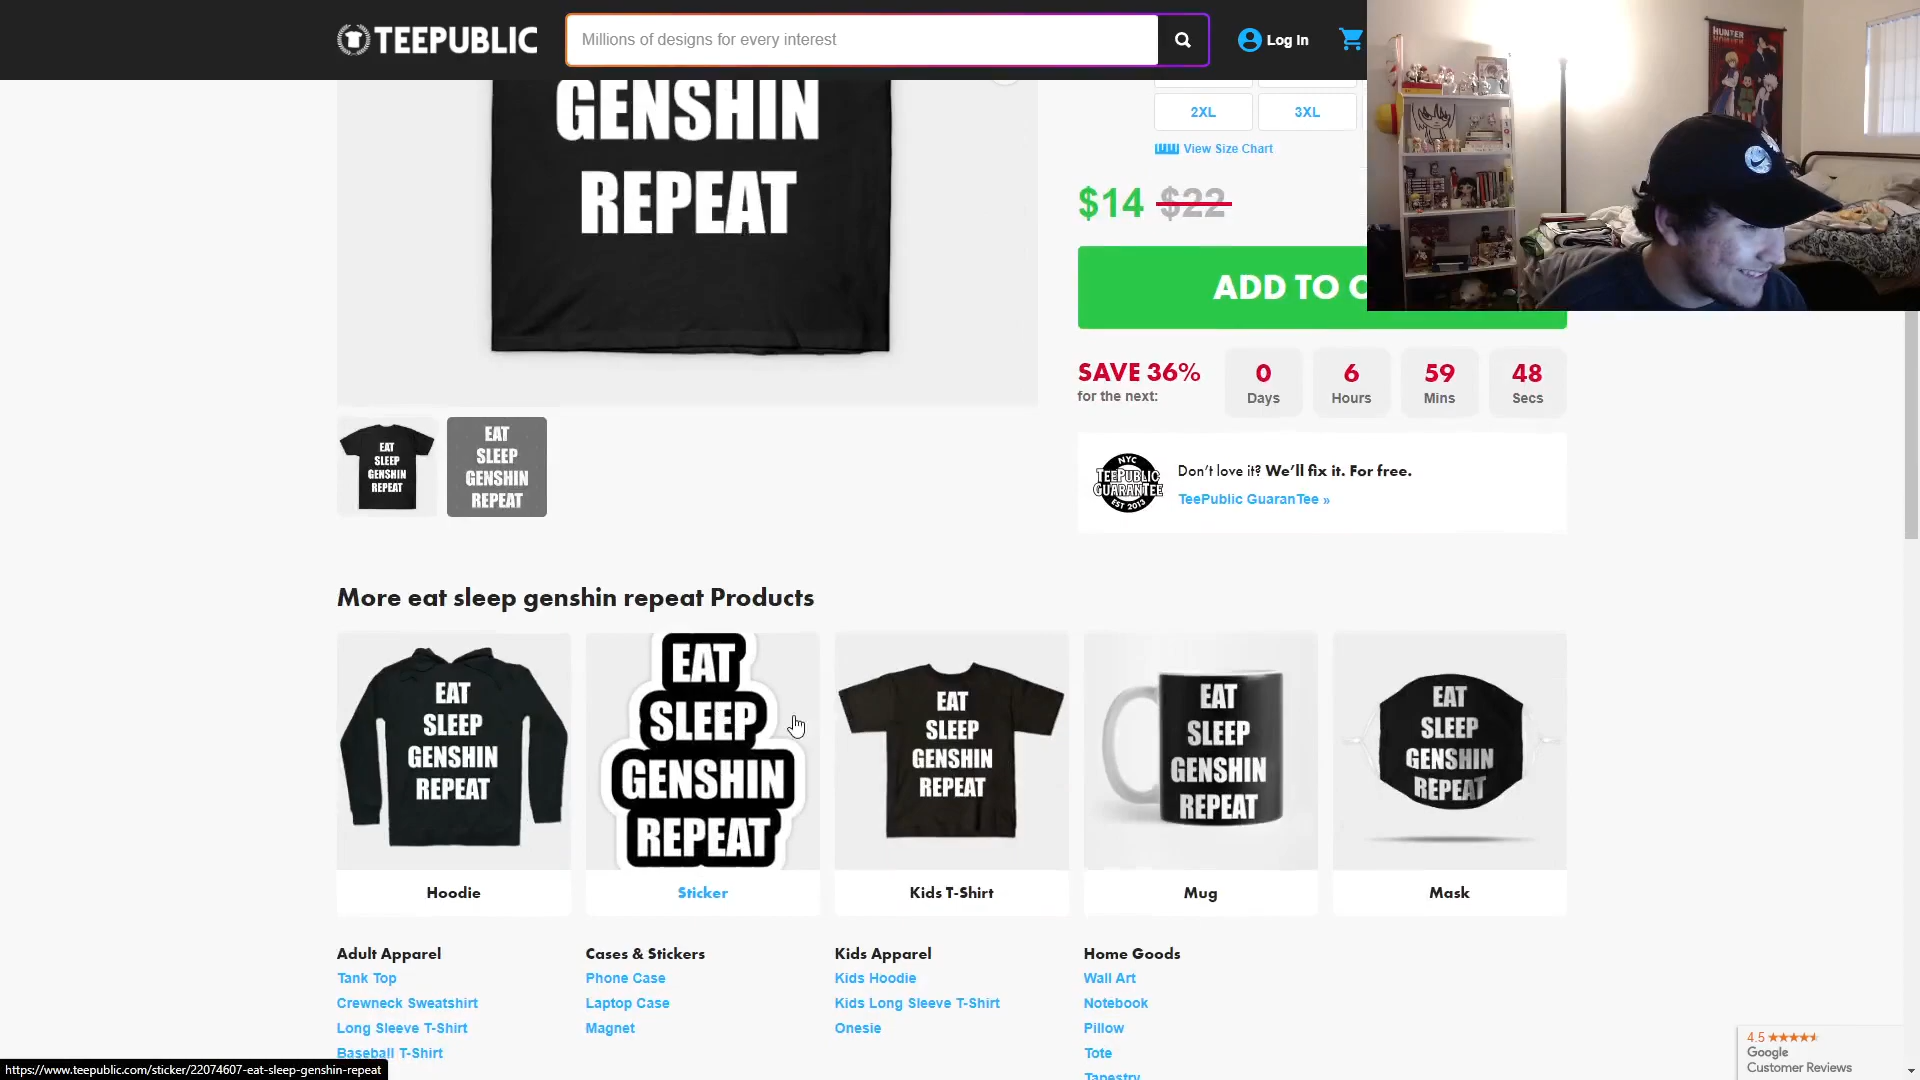 TEEPUBLIC
Millions of designs for every interest
Log In
HUNTER
GENSHIN
REPEAT
2XL
3XL
View Size Chart
$14 $22
ADD TO C
SAVE 36%
for the next:
0
Days
6
Hours
59
Mins
48
Secs
EAT
SLEEP
GENSHIN
REPEAT
EAT
SLEEP
GENSHIN
REPEAT
NYC
TEEPUBLIC
GUARANTEE
EST 2013
Don't love it? We'll fix it. For free.
TeePublic GuaranTee »
More eat sleep genshin repeat Products
EAT
SLEEP
GENSHIN
REPEAT
EAT
SLEEP
GENSHIN
REPEAT
EAT
SLEEP
GENSHIN
REPEAT
EAT
SLEEP
GENSHIN
REPEAT
EAT
SLEEP
GENSHIN
REPEAT
Hoodie
Sticker
Kids T-Shirt
Mug
Mask
Adult Apparel
Tank Top
Crewneck Sweatshirt
Long Sleeve T-Shirt
Baseball T-Shirt
Cases & Stickers
Phone Case
Laptop Case
Magnet
Kids Apparel
Kids Hoodie
Kids Long Sleeve T-Shirt
Onesie
Home Goods
Wall Art
Notebook
Pillow
Tote
Tapestry
4.5
Google
Customer Reviews
https://www.teepublic.com/sticker/22074607-eat-sleep-genshin-repeat